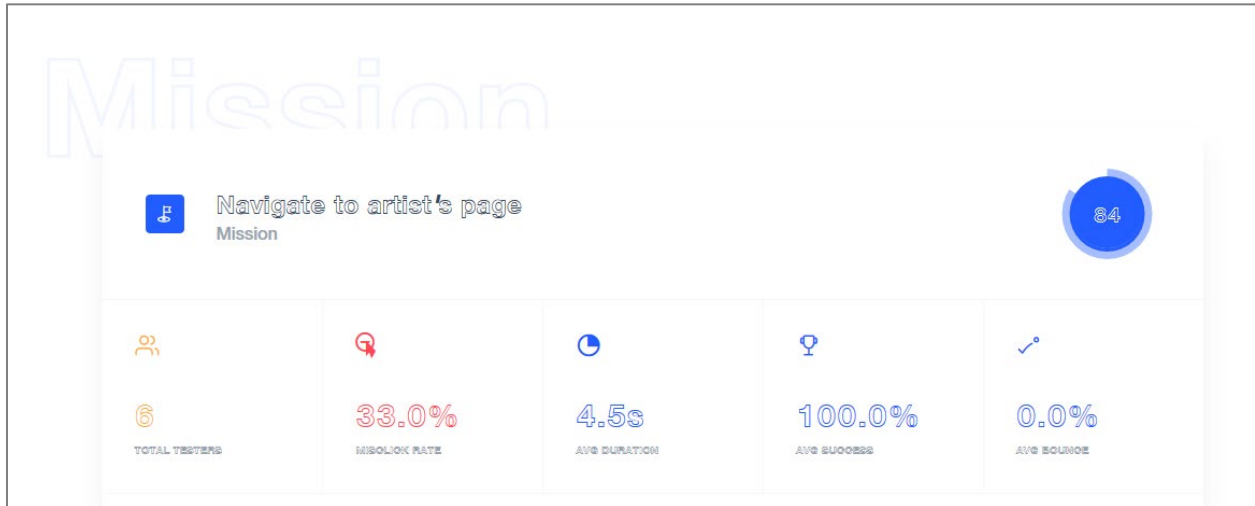 Mission
Navigate to artist's page
Mission
84
6
33.0%
4.5s
100.0%
0.0%
TOTAL TESTERS
MISCLICK RATE
AVG DURATION
AVG SUCCESS
AVG BOUNCE